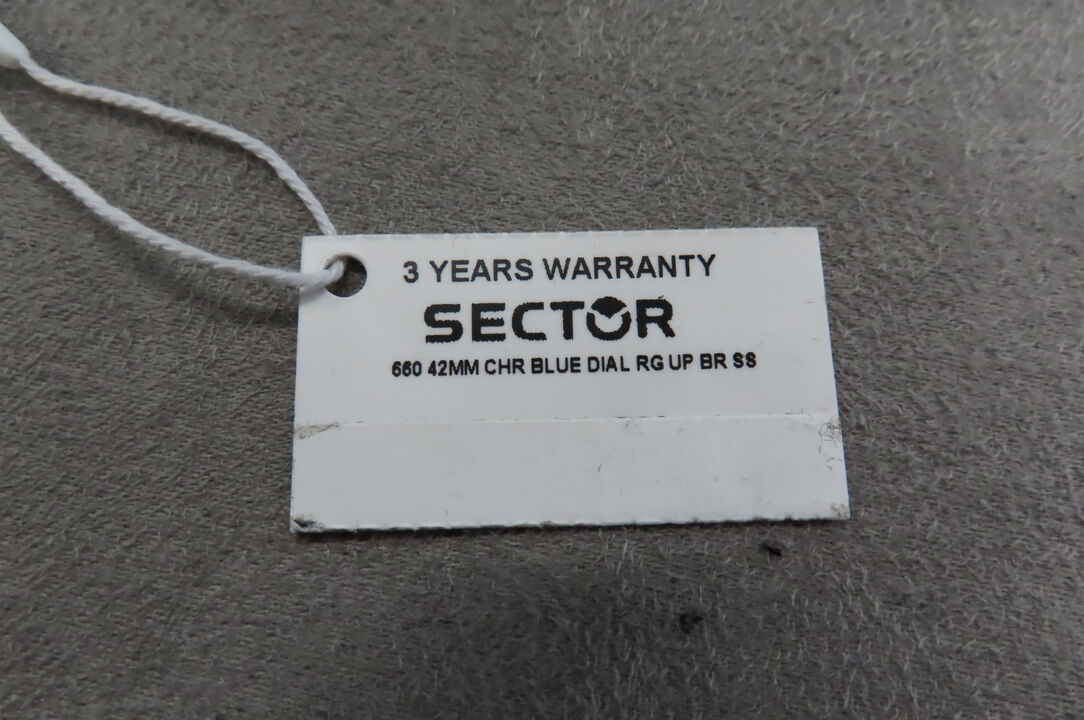 3 YEARS WARRANTY
SECTOR
660 42MM CHR BLUE DIAL RG UP BR SS